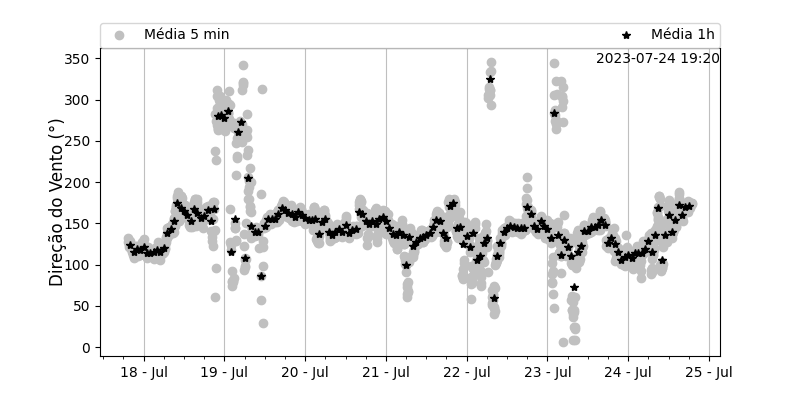 Média 5 min
Média 1h
2023-07-24 19:20
Direção do Vento (°)
350
300
250
200
150
100
50
0
18 - Jul
19 - Jul
20 - Jul
21 - Jul
22 - Jul
23 - Jul
24 - Jul
25 - Jul